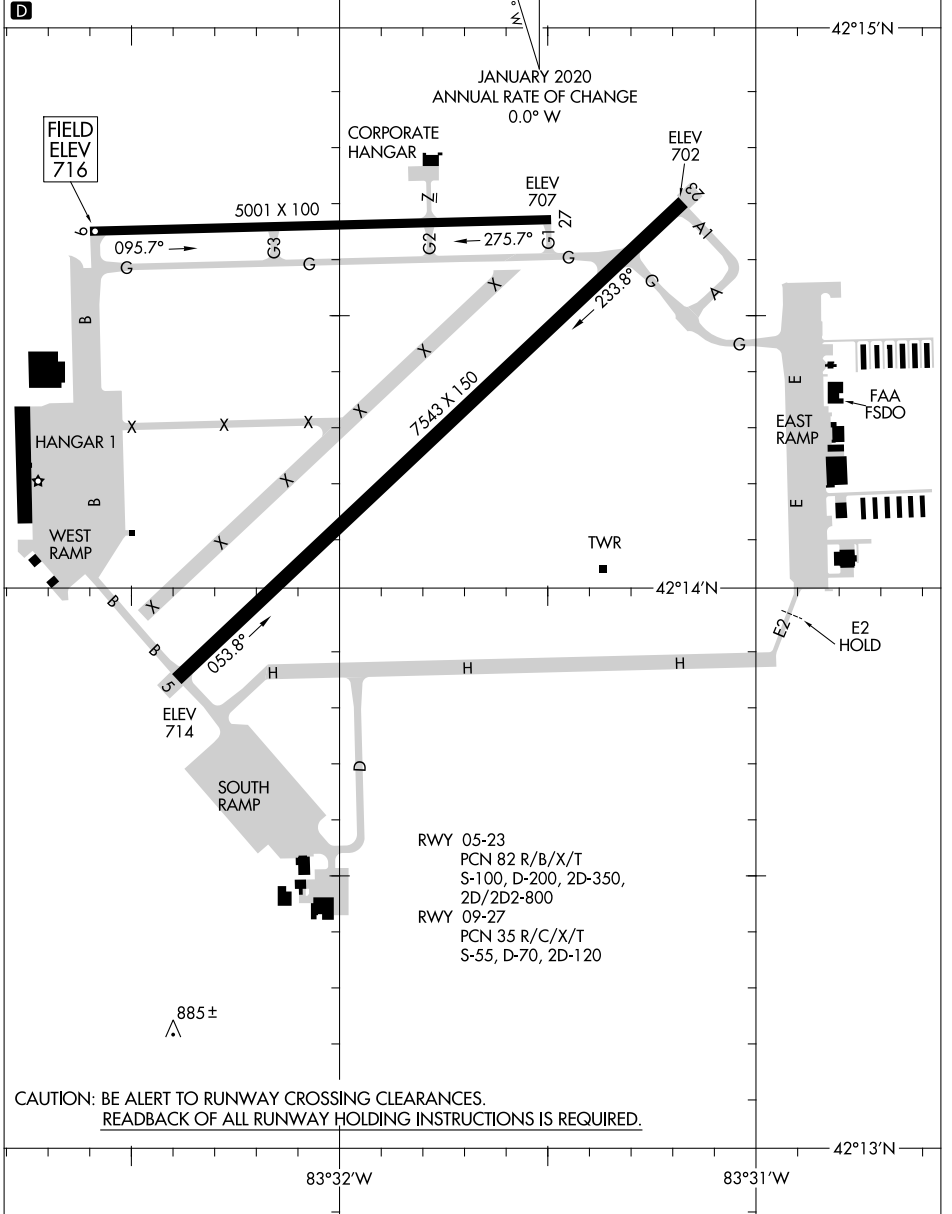 D
° W
42°15'N
JANUARY 2020
ANNUAL RATE OF CHANGE
0.0° W
FIELD
ELEV
716
CORPORATE
HANGAR
ELEV
702
ELEV
707
23
Z
5001 X 100
27
9
095.7°
G3
G2
275.7°
G1
A1
G
G
G
G
A
233.8°
X
B
X
G
E
7543 X 150
X
FAA
FSDO
X
X
X
HANGAR 1
EAST
RAMP
X
B
E
WEST
RAMP
X
TWR
42°14'N
B
X
E2
E2
HOLD
B
053.8°
H
H
H
5
ELEV
714
D
SOUTH
RAMP
RWY 05-23
PCN 82 R/B/X/T
S-100, D-200, 2D-350,
2D/2D2-800
RWY 09-27
PCN 35 R/C/X/T
S-55, D-70, 2D-120
885±
CAUTION: BE ALERT TO RUNWAY CROSSING CLEARANCES.
READBACK OF ALL RUNWAY HOLDING INSTRUCTIONS IS REQUIRED.
42°13'N
83°32'W
83°31'W